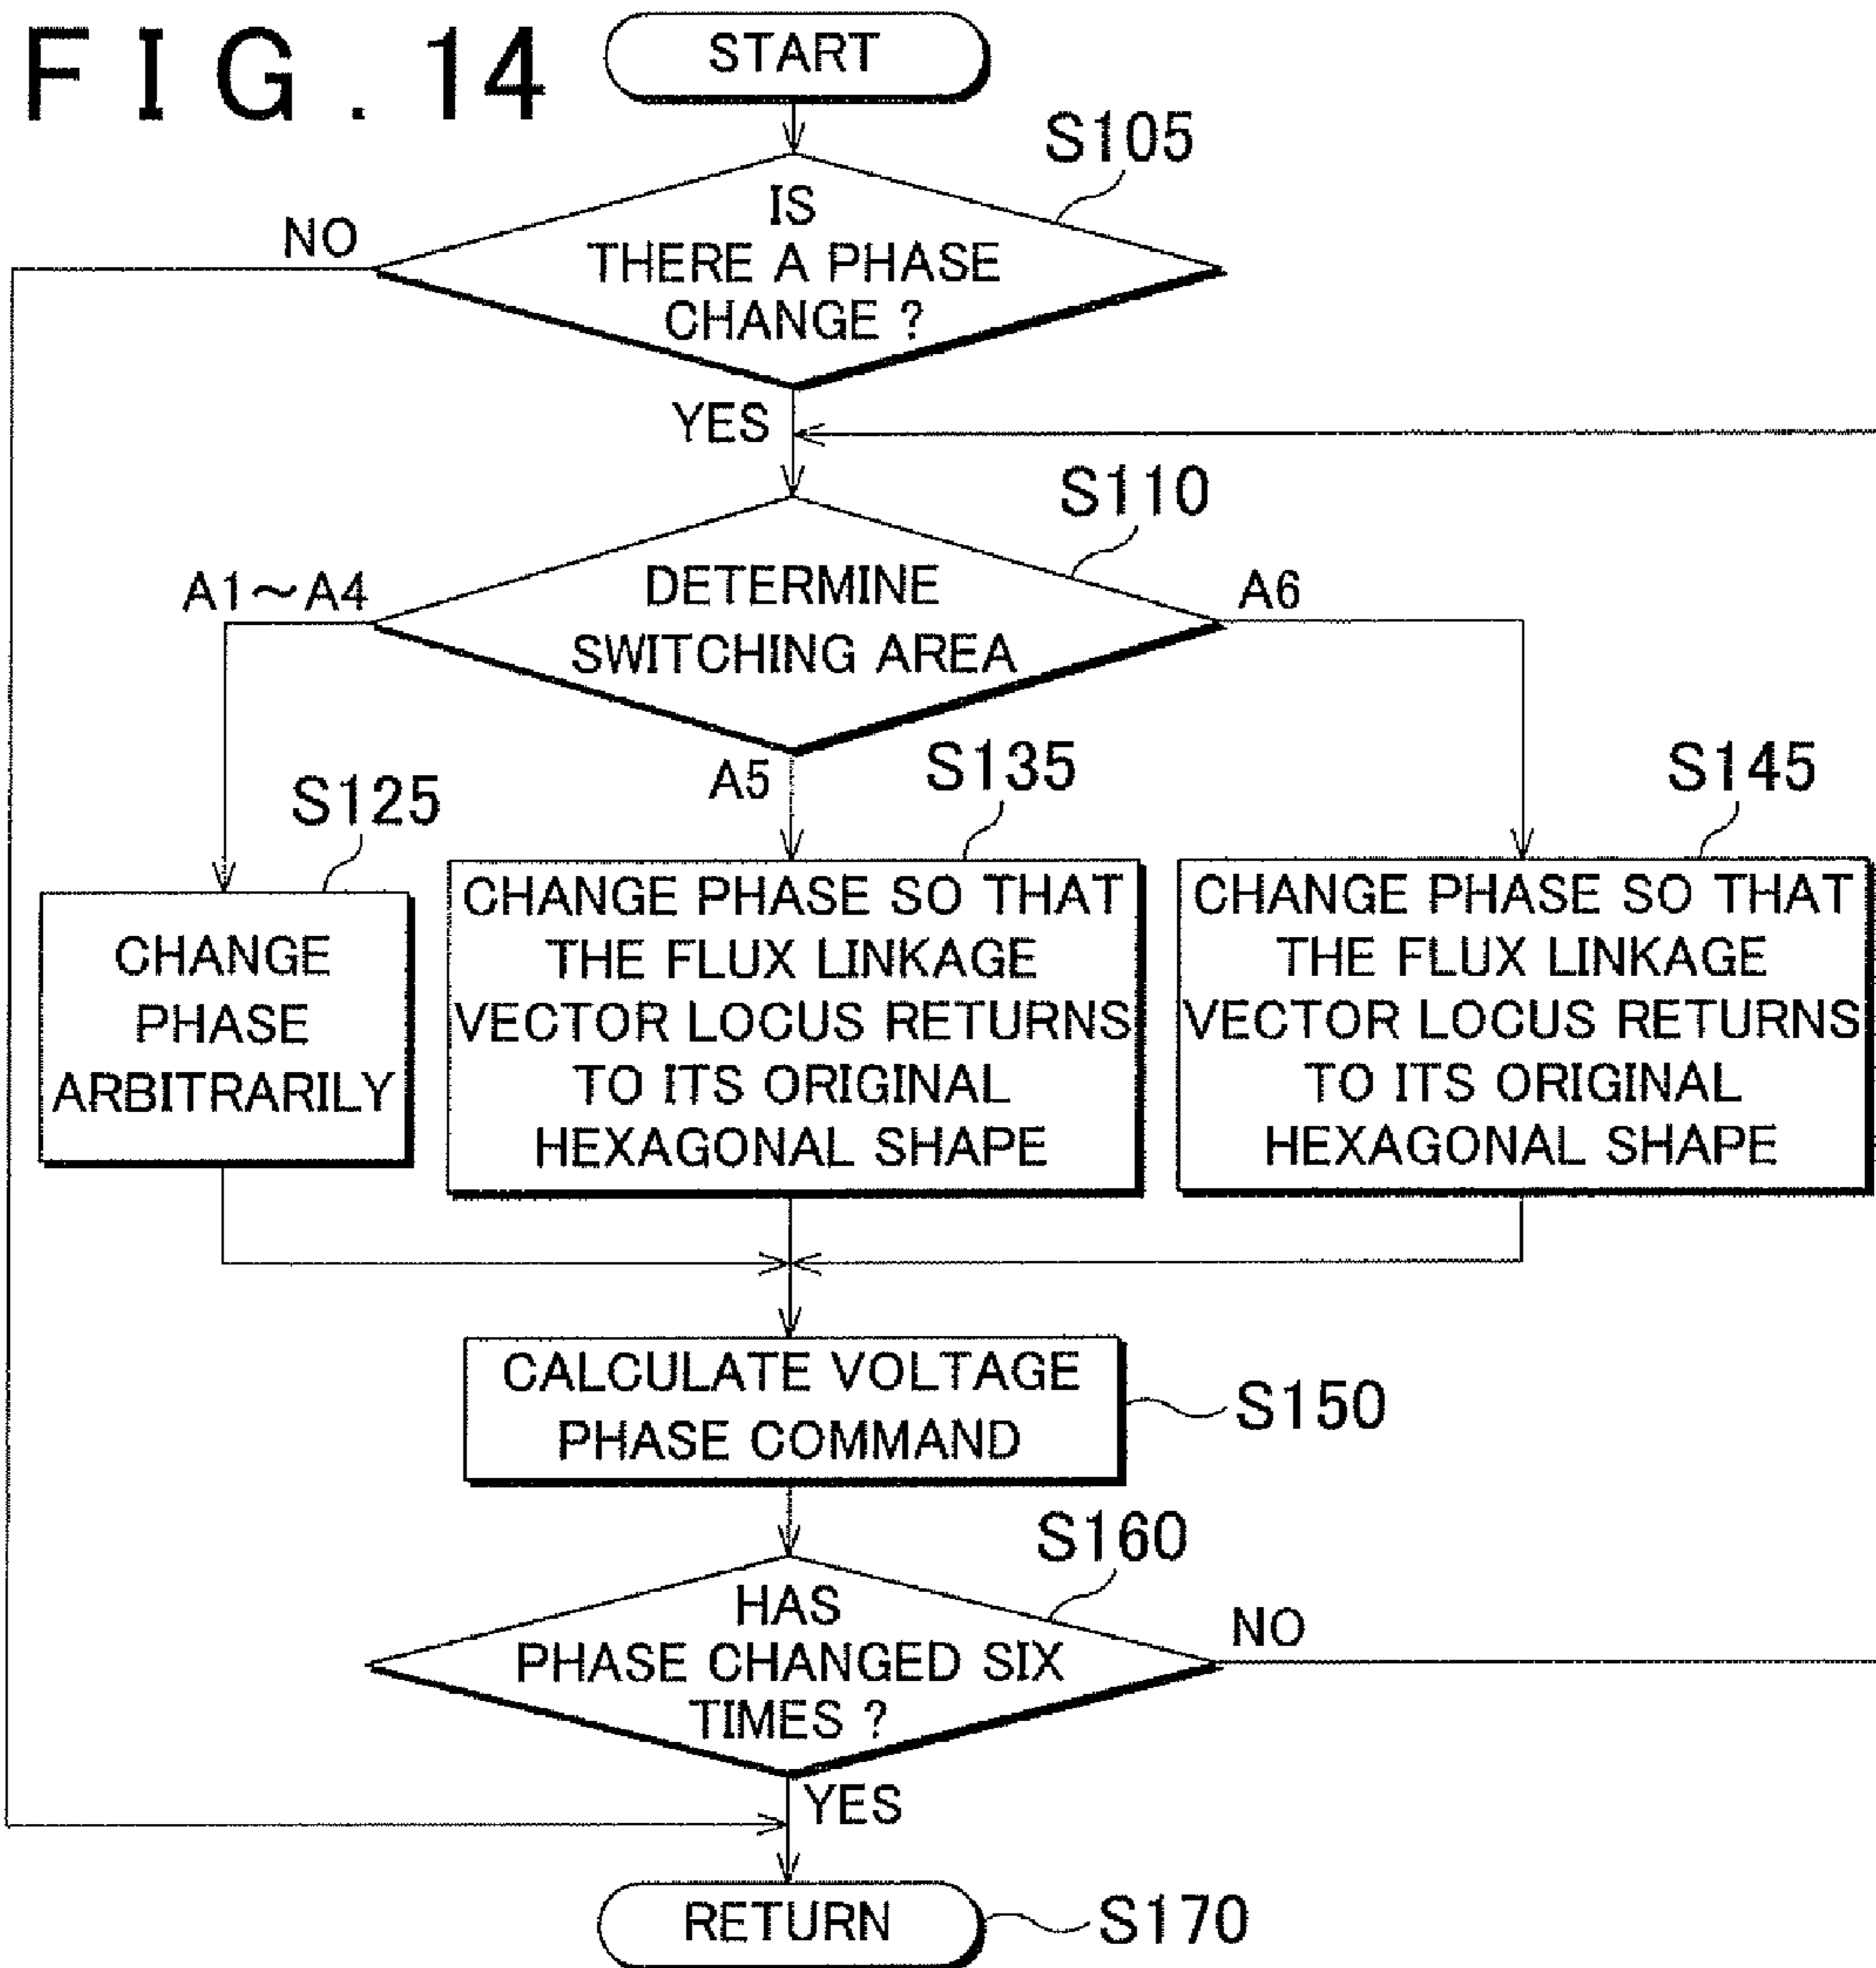 FIG. 14
START
S105
IS
THERE A PHASE
CHANGE ?
NO
YES
S110
DETERMINE
SWITCHING AREA
A1～A4
A6
A5
S125
S135
S145
CHANGE
PHASE
ARBITRARILY
CHANGE PHASE SO THAT
THE FLUX LINKAGE
VECTOR LOCUS RETURNS
TO ITS ORIGINAL
HEXAGONAL SHAPE
CHANGE PHASE SO THAT
THE FLUX LINKAGE
VECTOR LOCUS RETURNS
TO ITS ORIGINAL
HEXAGONAL SHAPE
CALCULATE VOLTAGE
PHASE COMMAND
S150
S160
HAS
PHASE CHANGED SIX
TIMES ?
NO
YES
RETURN
S170